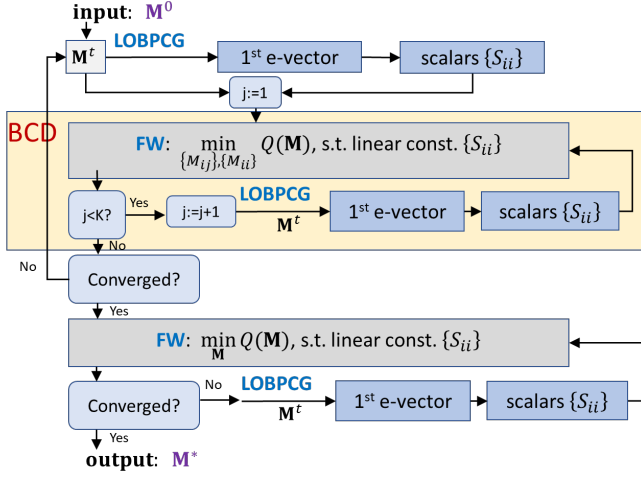 input: M⁰
Mᵗ
LOBPCG
1ˢᵗ e-vector
scalars {Sᵢᵢ}
j:=1
BCD
FW: min Q(M), s.t. linear const. {Sᵢᵢ}
{Mᵢⱼ},{Mᵢᵢ}
j<K?
Yes
j:=j+1
LOBPCG
Mᵗ
1ˢᵗ e-vector
scalars {Sᵢᵢ}
No
No
Converged?
Yes
FW: min Q(M), s.t. linear const. {Sᵢᵢ}
M
Converged?
No
LOBPCG
Mᵗ
1ˢᵗ e-vector
scalars {Sᵢᵢ}
Yes
output: M*